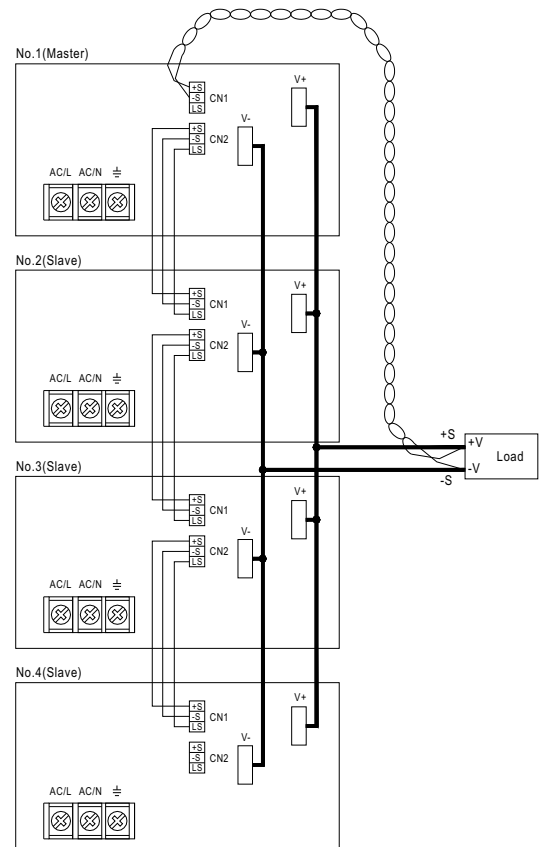 No.1(Master)
+S
-S
LS
CN1
V+
+S
-S
LS
CN2
V-
AC/L AC/N ⏚
No.2(Slave)
+S
-S
LS
CN1
V+
+S
-S
LS
CN2
V-
AC/L AC/N ⏚
+S
+V
Load
-V
-S
No.3(Slave)
+S
-S
LS
CN1
V+
+S
-S
LS
CN2
V-
AC/L AC/N ⏚
No.4(Slave)
+S
-S
LS
CN1
V+
+S
-S
LS
CN2
V-
AC/L AC/N ⏚